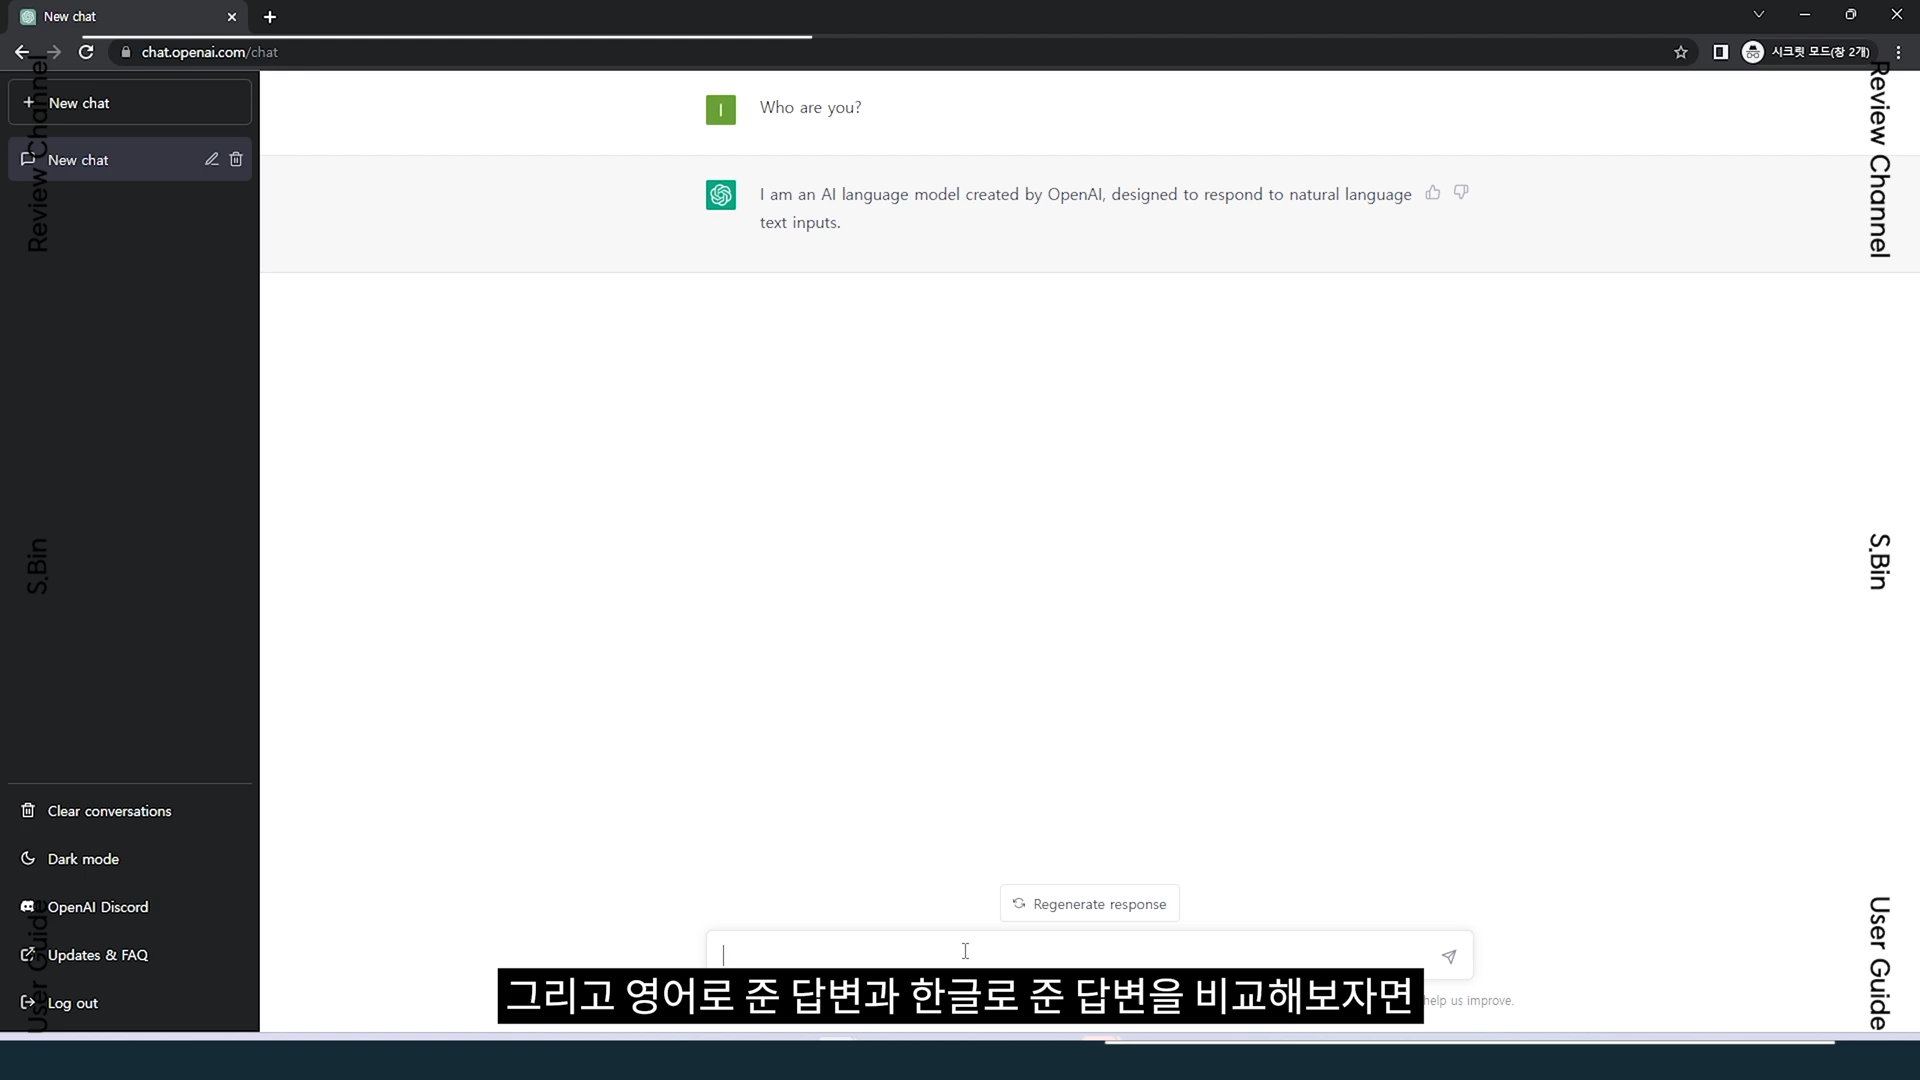 New chat
chat.openai.com/chat
시크릿 모드(창 2개)
New chat
New chat
Who are you?
I
I am an AI language model created by OpenAI, designed to respond to natural language
text inputs.
Review Channel
S.Bin
User Guide
Review Channel
S.Bin
User Guide
Clear conversations
Dark mode
OpenAI Discord
Updates & FAQ
Log out
Regenerate response
그리고 영어로 준 답변과 한글로 준 답변을 비교해보자면
help us improve.